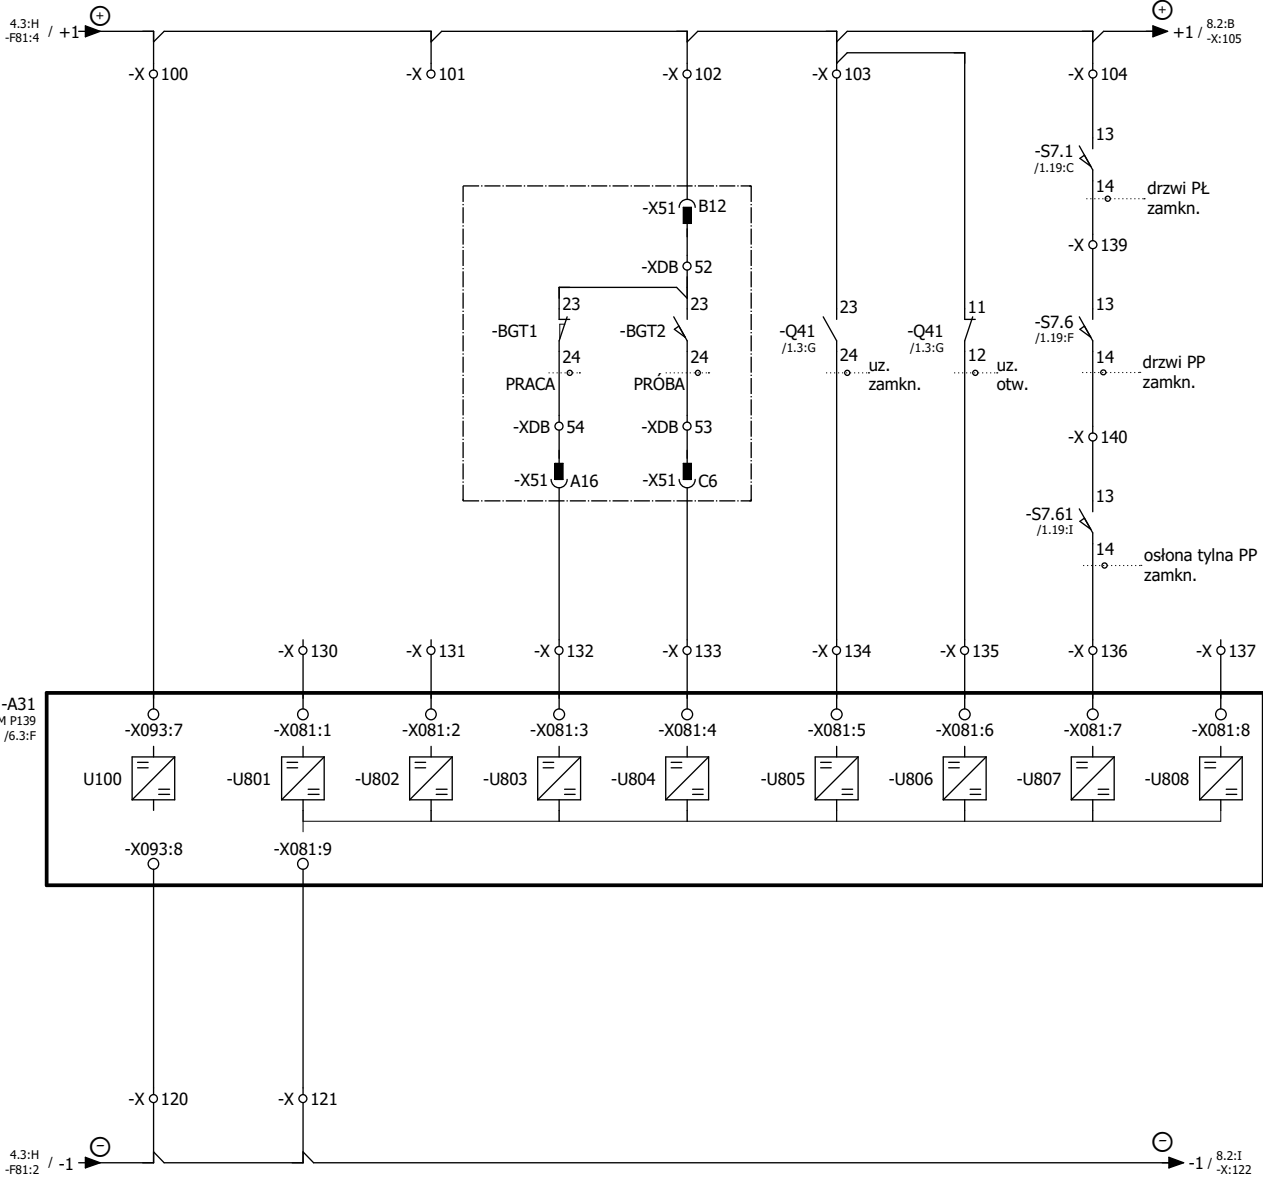 4.3:H
-F81:4 / +1
+
+
+1 / 8.2:B
-X:105
-X 100
-X 101
-X 102
-X 103
-X 104
13
-S7.1
/1.19:C
14
drzwi PŁ
zamkn.
-X51 B12
-X 139
-XDB 52
23
23
23
11
13
-BGT1
-BGT2
-Q41
/1.3:G
-Q41
/1.3:G
-S7.6
/1.19:F
24
24
24
12
14
PRACA
PRÓBA
uz.
zamkn.
uz.
otw.
drzwi PP
zamkn.
-XDB 54
-XDB 53
-X 140
-X51 A16
-X51 C6
13
-S7.61
/1.19:I
14
osłona tylna PP
zamkn.
-X 130
-X 131
-X 132
-X 133
-X 134
-X 135
-X 136
-X 137
-A31
M P139
/6.3:F
-X093:7
-X081:1
-X081:2
-X081:3
-X081:4
-X081:5
-X081:6
-X081:7
-X081:8
U100
-U801
-U802
-U803
-U804
-U805
-U806
-U807
-U808
-X093:8
-X081:9
-X 120
-X 121
4.3:H
-F81:2 / -1
−
−
-1 / 8.2:I
-X:122